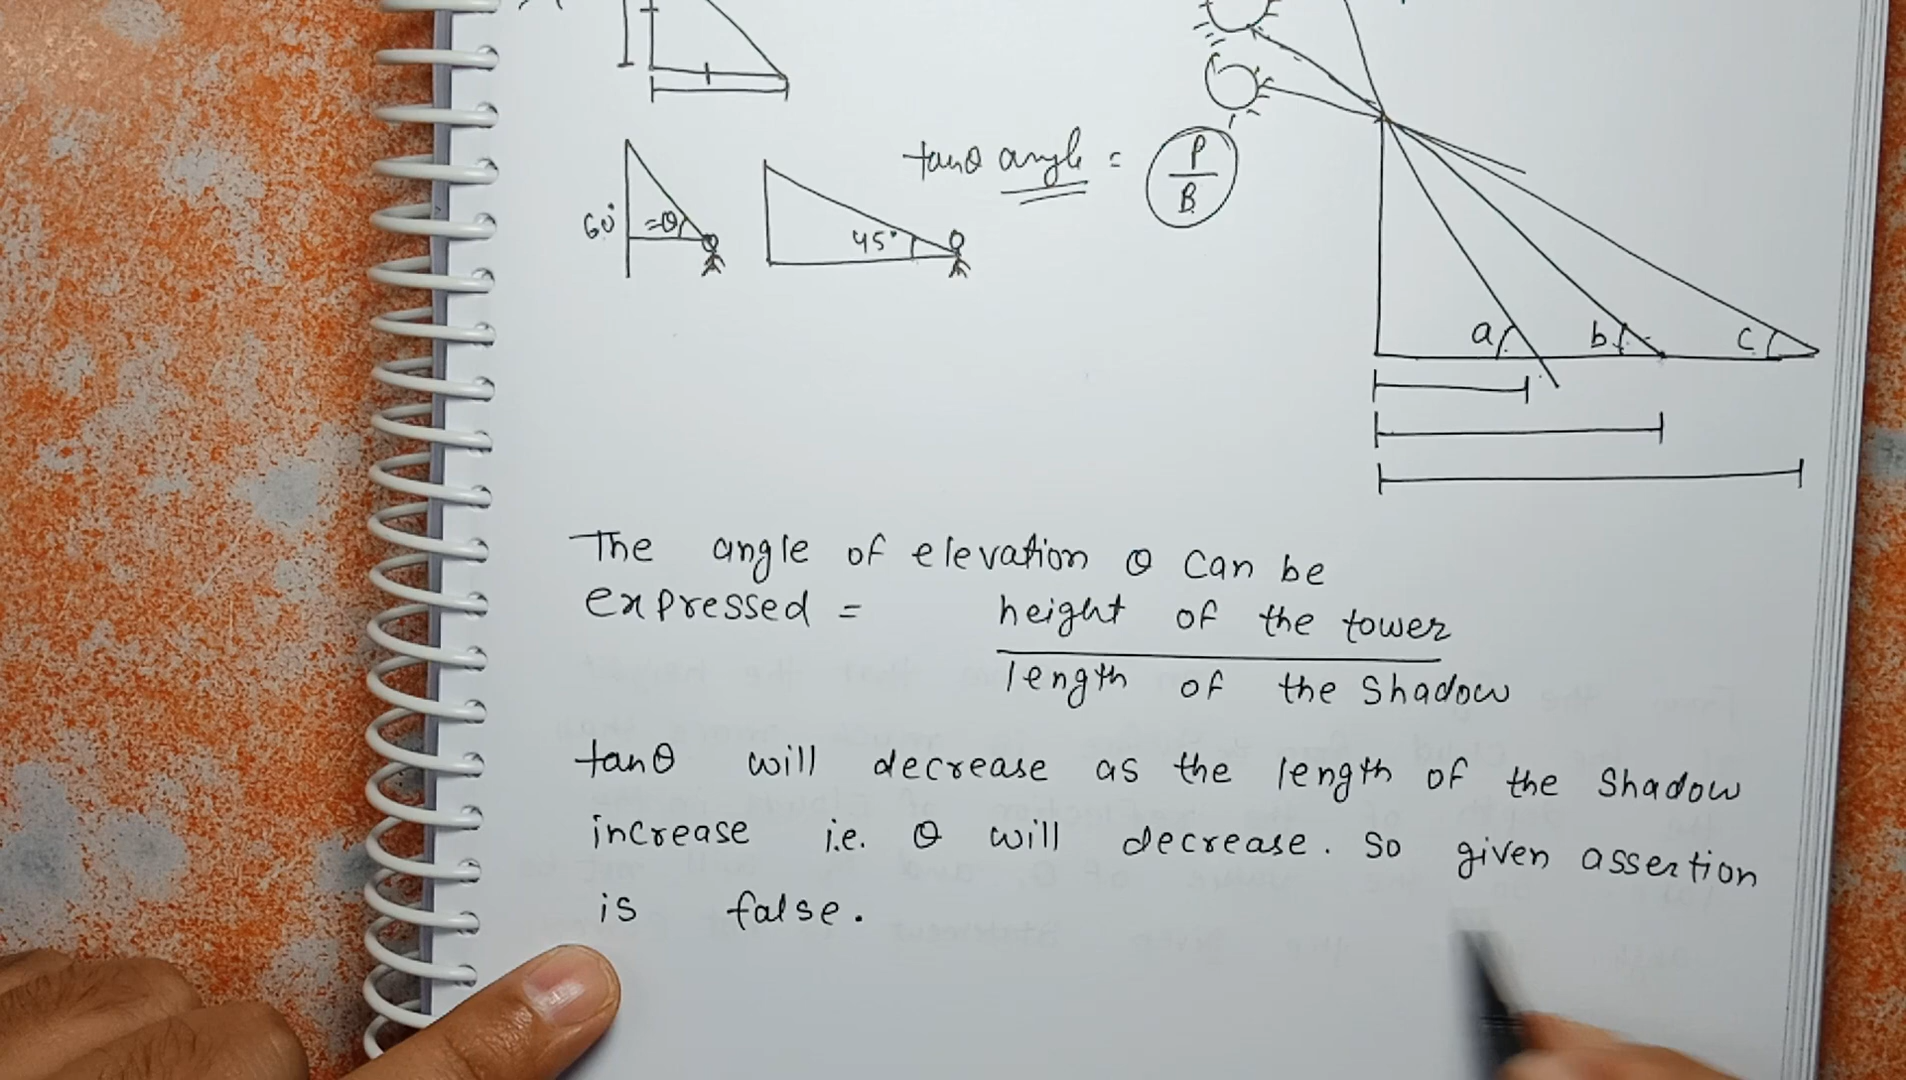 tanθ angle = P/B
60° =θ
45°
a b c
The angle of elevation θ can be
expressed = height of the tower
length of the shadow
tanθ will decrease as the length of the shadow
increase i.e. θ will decrease. so given assertion
is false.